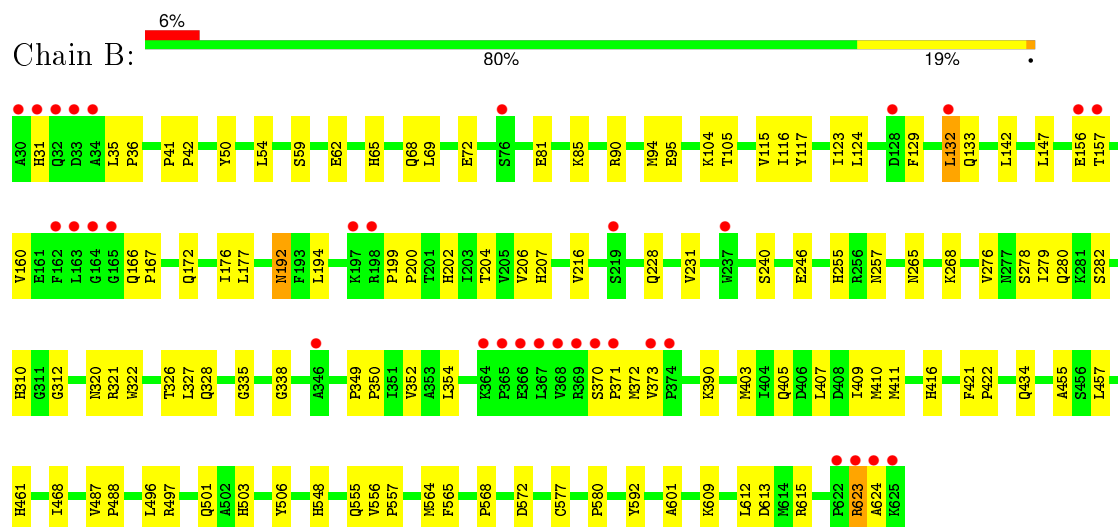 6%
Chain B:
80% 19% •
A30 H31 Q32 D33 A34 L35 P36 P41 P42 Y50 L54 S59 E62 H65 Q68 L69 E72 S76 E81 K85 R90 M94 E95 K104 T105 V115 I116 Y117 I123 L124 D128 F129 L132 Q133 L142 L147 E156 T157
V160 E161 F162 L163 G164 G165 Q166 P167 Q172 I176 L177 N192 F193 L194 K197 R198 P199 P200 T201 H202 I203 T204 V205 V206 H207 V216 S219 Q228 V231 W237 S240 E246 H255 R256 N257 N265 K268 V276 N277 S278 I279 Q280 K281 S282
H310 G311 G312 N320 R321 W322 T326 L327 Q328 G335 G338 A346 P349 P350 I351 V352 A353 L354 K364 P365 E366 L367 V368 R369 S370 P371 M372 V373 P374 K390 M403 I404 Q405 D406 L407 D408 I409 M410 M411 H416 F421 P422 Q434 A455 S456 L457
H461 I468 V487 P488 L496 R497 Q501 A502 H503 Y506 H548 Q555 V556 P557 M564 F565 P568 D572 C577 P580 Y592 A601 K609 L612 D613 M614 R615 P622 R623 A624 K625